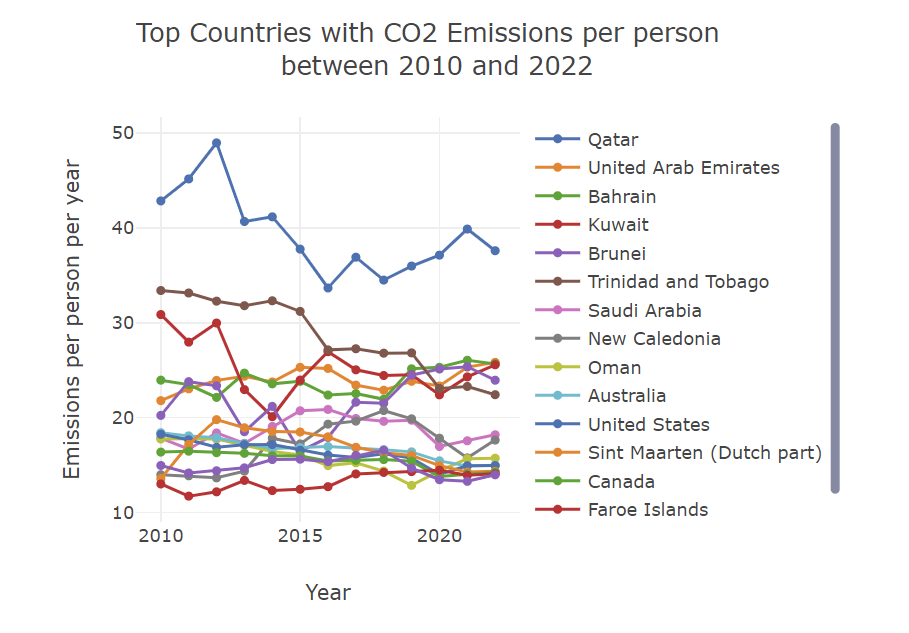 Top Countries with CO2 Emissions per person
between 2010 and 2022
Emissions per person per year
50
40
30
20
10
2010
2015
2020
Year
Qatar
United Arab Emirates
Bahrain
Kuwait
Brunei
Trinidad and Tobago
Saudi Arabia
New Caledonia
Oman
Australia
United States
Sint Maarten (Dutch part)
Canada
Faroe Islands